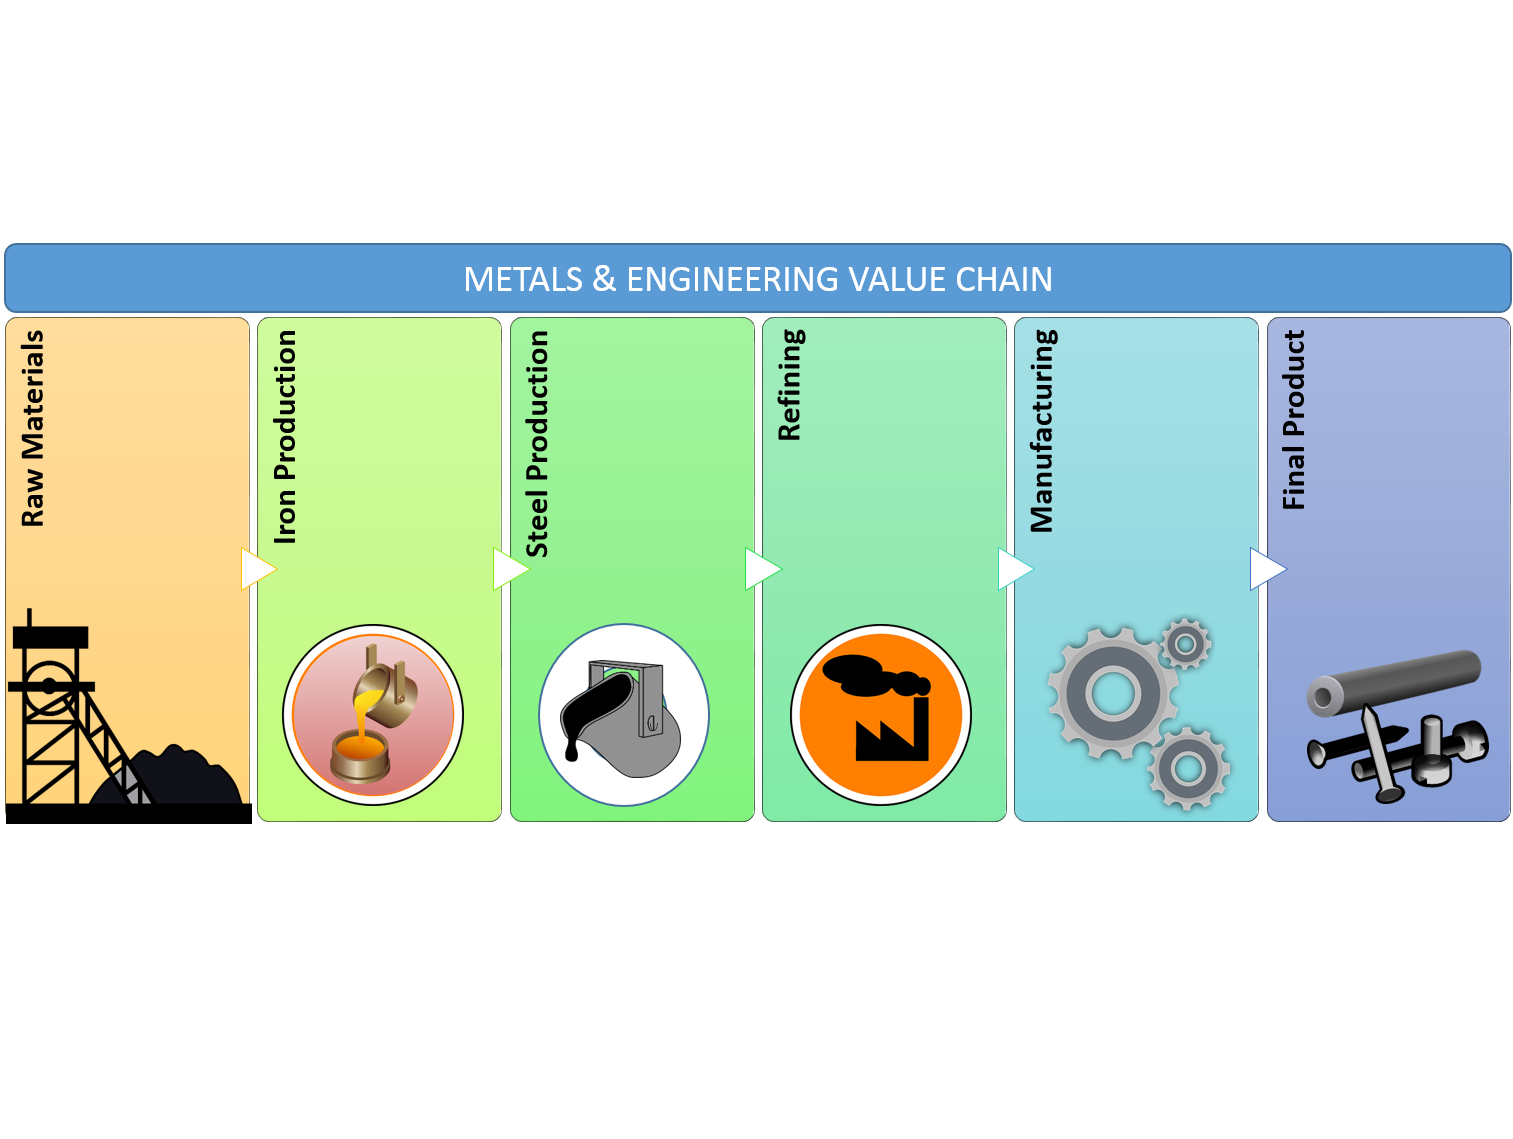 METALS & ENGINEERING VALUE CHAIN
Raw Materials
Iron Production
Steel Production
Refining
Manufacturing
Final Product